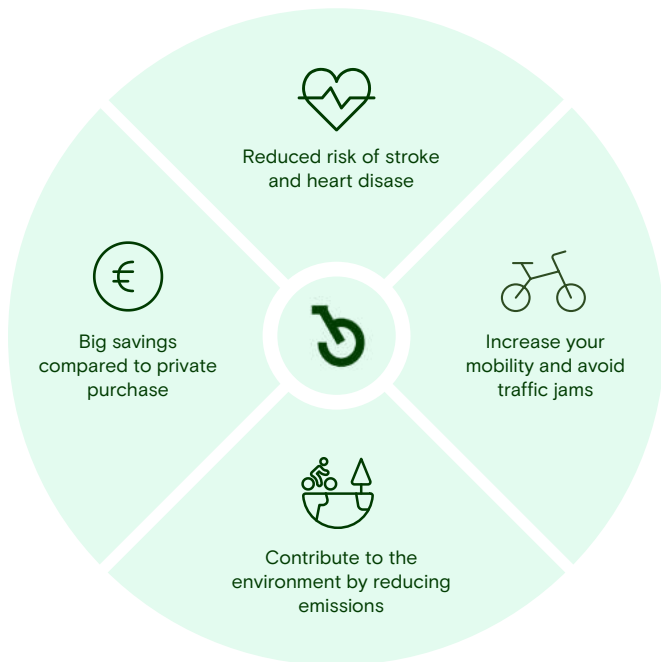 Reduced risk of stroke
and heart disase
€
Big savings
compared to private
purchase
Increase your
mobility and avoid
traffic jams
Contribute to the
environment by reducing
emissions